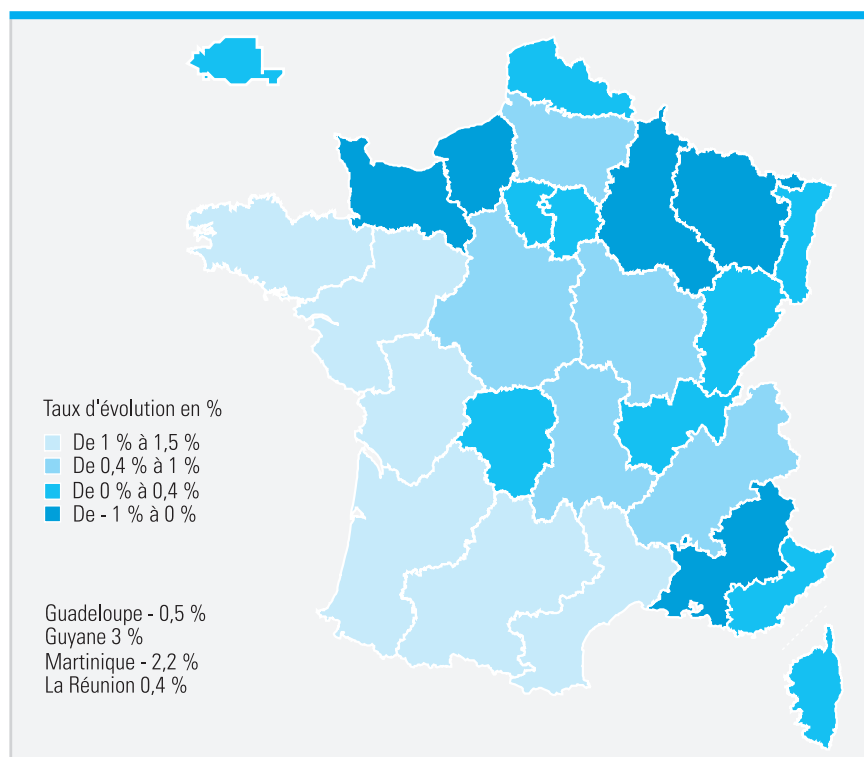 Taux d'évolution en %
De 1 % à 1,5 %
De 0,4 % à 1 %
De 0 % à 0,4 %
De - 1 % à 0 %
Guadeloupe - 0,5 %
Guyane 3 %
Martinique - 2,2 %
La Réunion 0,4 %